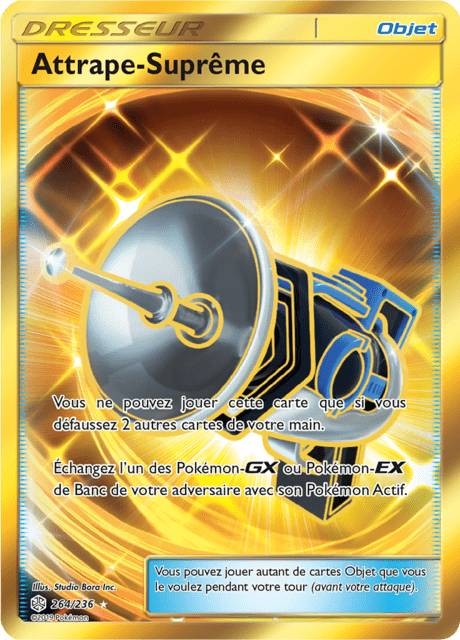 DRESSEUR Objet
Attrape-Suprême
Vous ne pouvez jouer cette carte que si vous
défaussez 2 autres cartes de votre main.
Échangez l'un des Pokémon-GX ou Pokémon-EX
de Banc de votre adversaire avec son Pokémon Actif.
Vous pouvez jouer autant de cartes Objet que vous
le voulez pendant votre tour (avant votre attaque).
Illus. Studio Bora Inc.
264/236
©2019 Pokémon